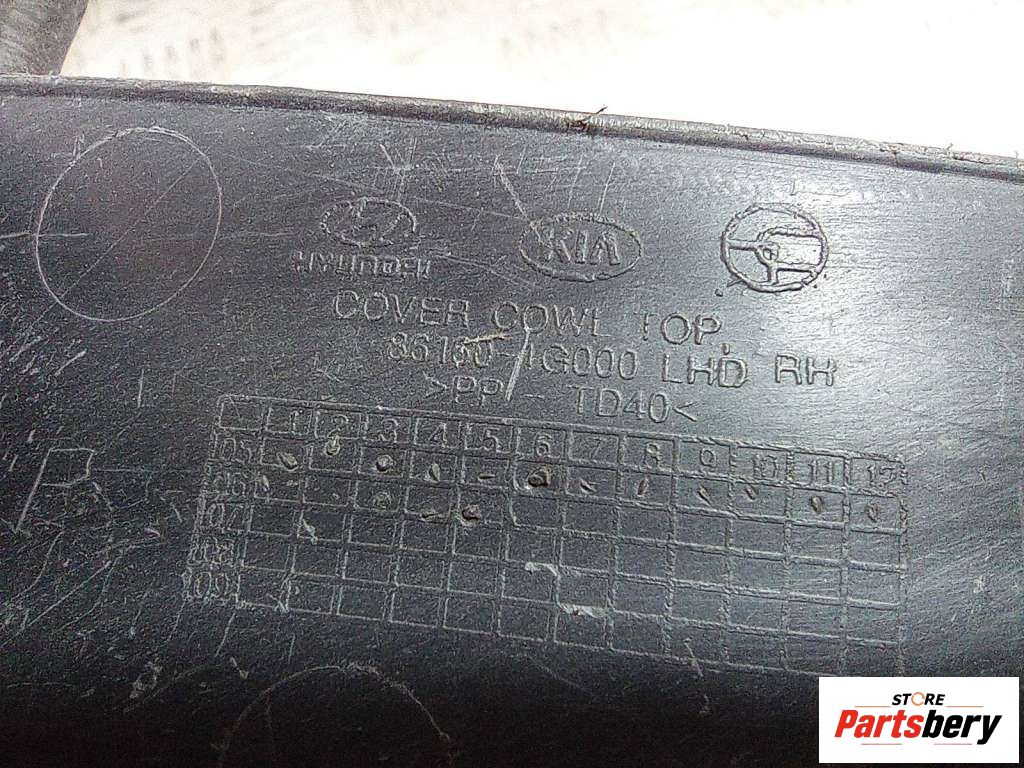 HYUNDAI
KIA
COVER COWL TOP,
86150-1G000 LHD RH
>PP - TD40<
1 2 3 4 5 6 7 8 9 10 11 12
'05
'06
'07
'08
'09
STORE
Partsbery